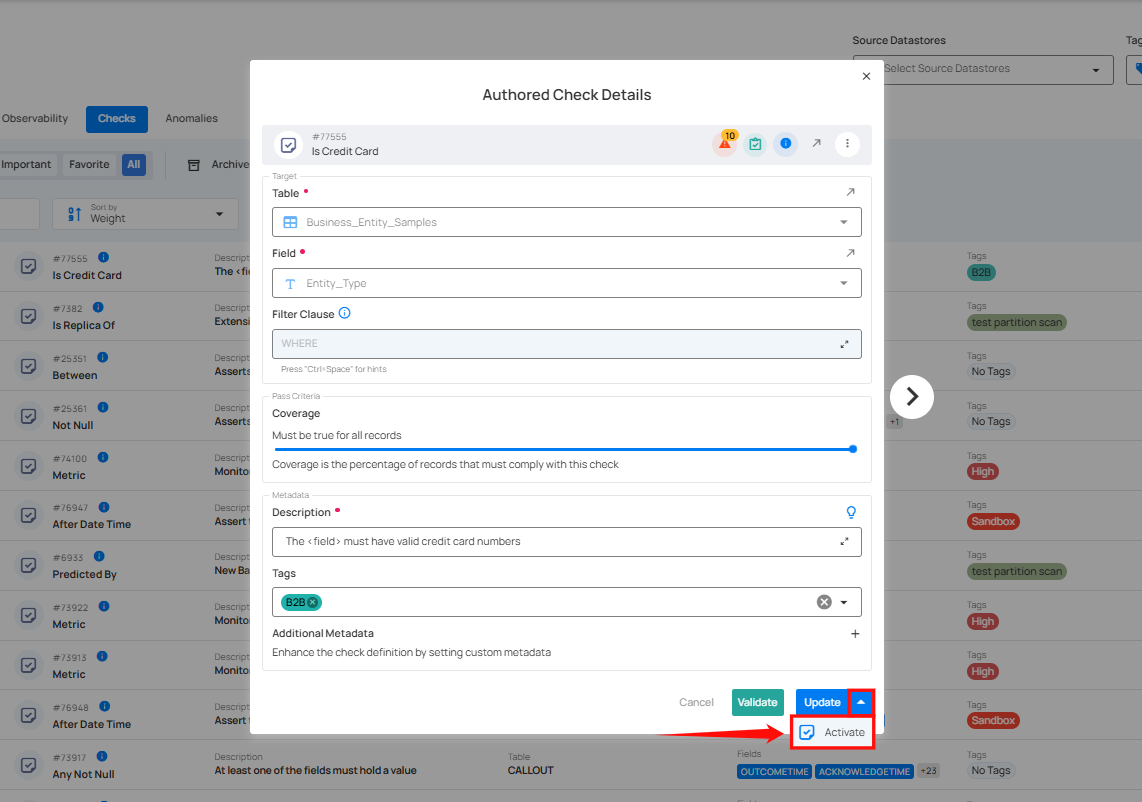 Source Datastores
Tag
Select Source Datastores
Observability
Checks
Anomalies
Important
Favorite
All
Archive
Sort by
Weight
#77555
Is Credit Card
Descript
The <fi
Tags
B2B
#7382
Is Replica Of
Descript
Extensi
Tags
test partition scan
#25351
Between
Descript
Asserts
Tags
No Tags
#25361
Not Null
Descript
Asserts
+1
Tags
No Tags
#74100
Metric
Descript
Monito
Tags
High
#76947
After Date Time
Descript
Assert t
Tags
Sandbox
#6933
Predicted By
Descript
New Ba
Tags
test partition scan
#73922
Metric
Descript
Monito
Tags
High
#73913
Metric
Descript
Monito
Tags
High
#76948
After Date Time
Descript
Assert t
Tags
Sandbox
#73917
Any Not Null
Description
At least one of the fields must hold a value
Table
CALLOUT
Fields
OUTCOMETIME
ACKNOWLEDGETIME
+23
Tags
No Tags
Fields
Tags
Authored Check Details
#77555
Is Credit Card
10
Target
Table
Business_Entity_Samples
Field
Entity_Type
Filter Clause
WHERE
Press "Ctrl+Space" for hints
Pass Criteria
Coverage
Must be true for all records
Coverage is the percentage of records that must comply with this check
Metadata
Description
The <field> must have valid credit card numbers
Tags
B2B
Additional Metadata
Enhance the check definition by setting custom metadata
Cancel
Validate
Update
Activate